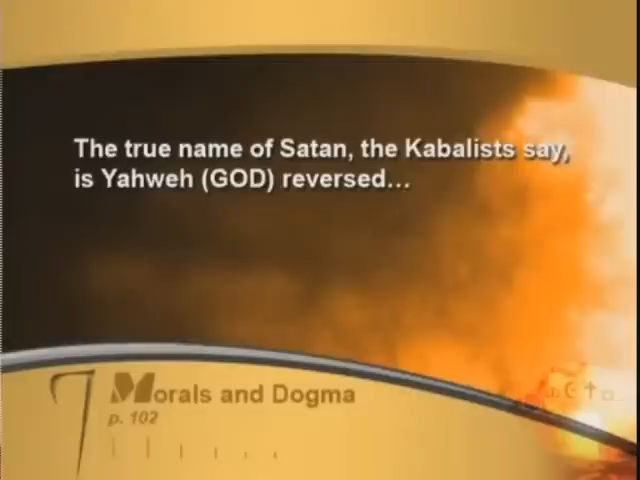 The true name of Satan, the Kabalists say,
is Yahweh (GOD) reversed...
Morals and Dogma
p. 102